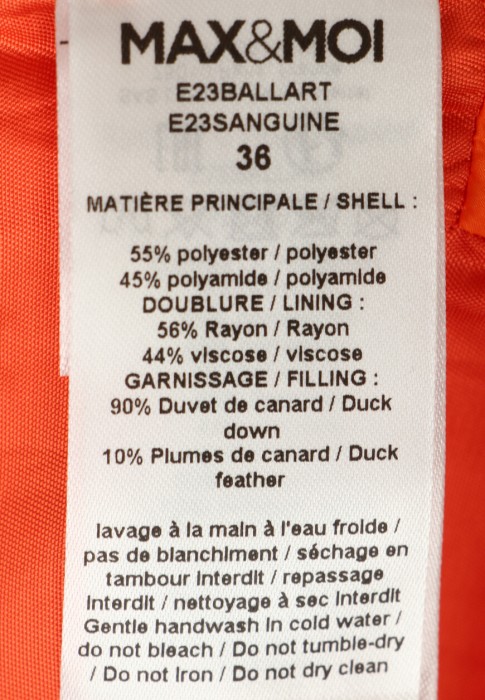 MAX&MOI
E23BALLART
E23SANGUINE
36
MATIÈRE PRINCIPALE / SHELL :
55% polyester / polyester
45% polyamide / polyamide
DOUBLURE / LINING :
56% Rayon / Rayon
44% viscose / viscose
GARNISSAGE / FILLING :
90% Duvet de canard / Duck
down
10% Plumes de canard / Duck
feather
lavage à la main à l'eau froide /
pas de blanchiment / séchage en
tambour interdit / repassage
interdit / nettoyage à sec interdit
Gentle handwash in cold water /
do not bleach / Do not tumble-dry
/ Do not iron / Do not dry clean